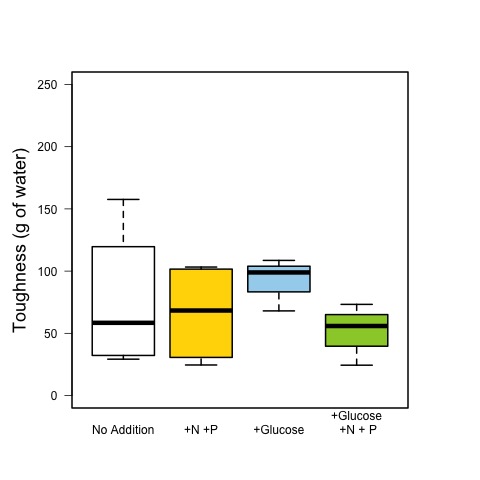 Toughness (g of water)
250
200
150
100
50
0
No Addition
+N +P
+Glucose
+Glucose
+N + P